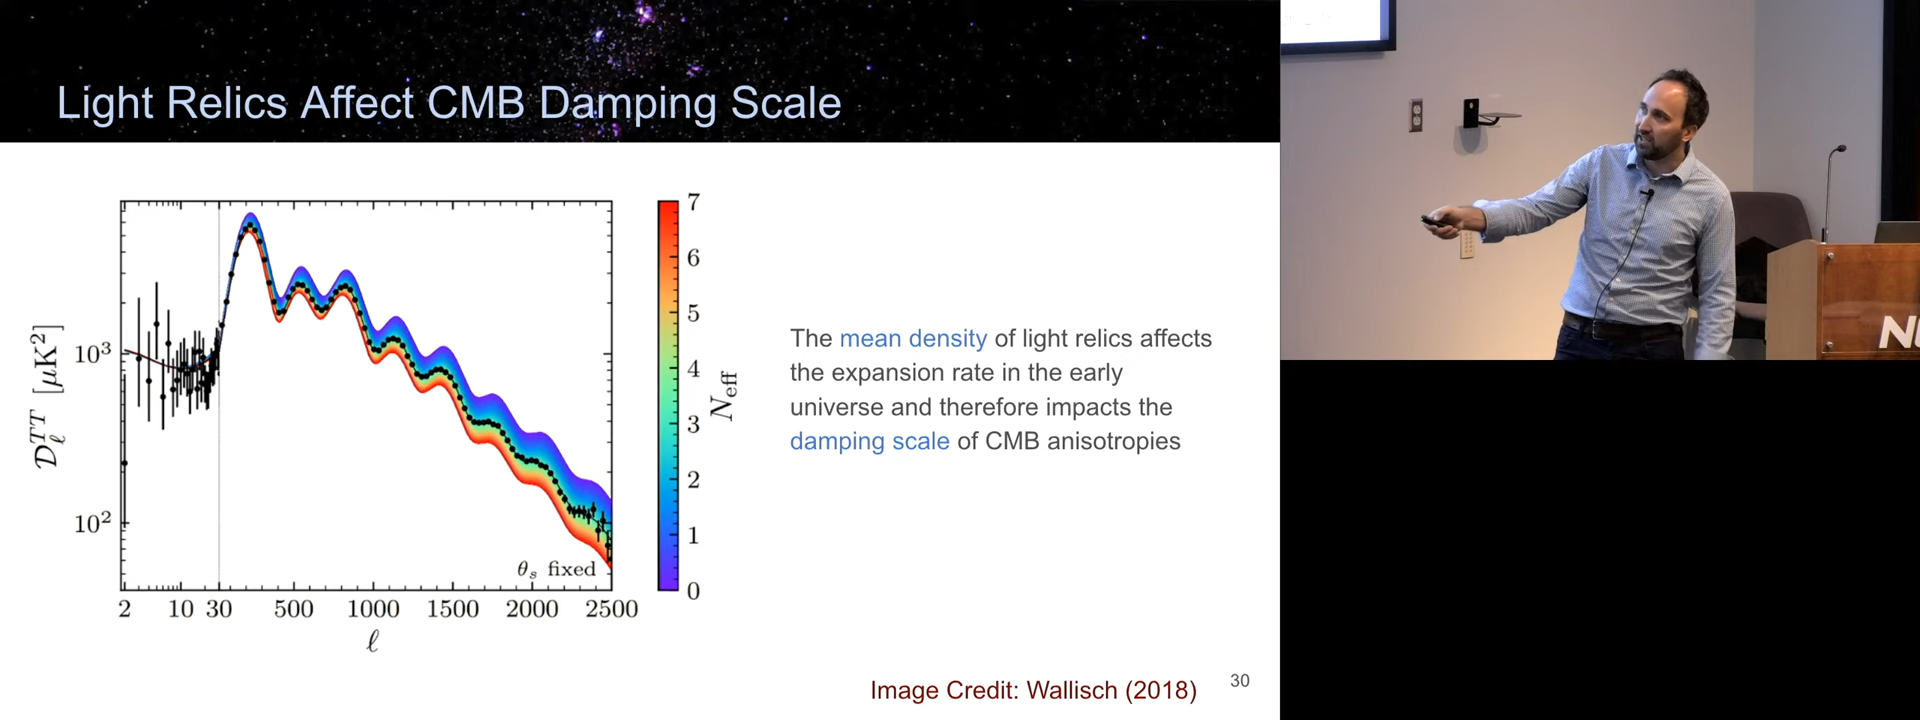 Light Relics Affect CMB Damping Scale
7
6
5
4
3
2
1
0
N_eff
10³
10²
D_ℓ^TT [μK²]
θ_s fixed
2 10 30 500 1000 1500 2000 2500
ℓ
The mean density of light relics affects
the expansion rate in the early
universe and therefore impacts the
damping scale of CMB anisotropies
Image Credit: Wallisch (2018)
30